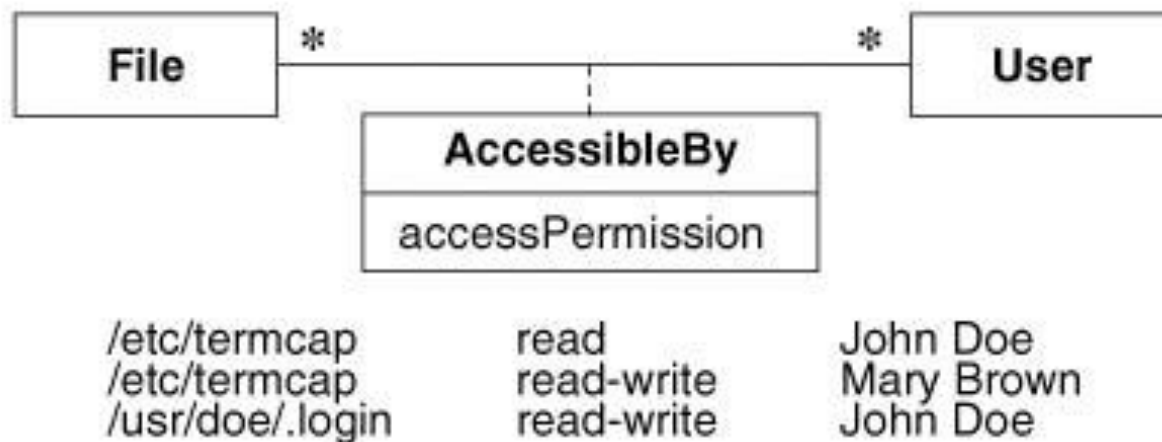 File * * User
AccessibleBy
accessPermission
/etc/termcap read John Doe
/etc/termcap read-write Mary Brown
/usr/doe/.login read-write John Doe